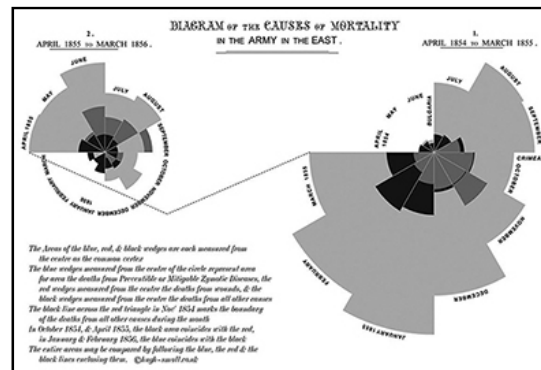 DIAGRAM OF THE CAUSES OF MORTALITY
IN THE ARMY IN THE EAST.
2.
APRIL 1855 TO MARCH 1856.
1.
APRIL 1854 TO MARCH 1855.
APRIL 1855
MAY
JUNE
JULY
AUGUST
SEPTEMBER
OCTOBER
NOVEMBER
DECEMBER
JANUARY
1856
FEBRUARY
MARCH
APRIL
1854
MAY
JUNE
BULGARIA
JULY
AUGUST
SEPTEMBER
CRIMEA
OCTOBER
NOVEMBER
DECEMBER
JANUARY 1855
FEBRUARY
MARCH 1855
The Areas of the blue, red, & black wedges are each measured from
the centre as the common vertex
The blue wedges measured from the centre of the circle represent area
for area the deaths from Preventible or Mitigable Zymotic Diseases, the
red wedges measured from the centre the deaths from wounds, & the
black wedges measured from the centre the deaths from all other causes
The black line across the red triangle in Nov' 1854 marks the boundary
of the deaths from all other causes during the month
In October 1854, & April 1855, the black area coincides with the red,
in January & February 1856, the blue coincides with the black
The entire areas may be compared by following the blue, the red & the
black lines enclosing them. ©hugh-small.co.uk